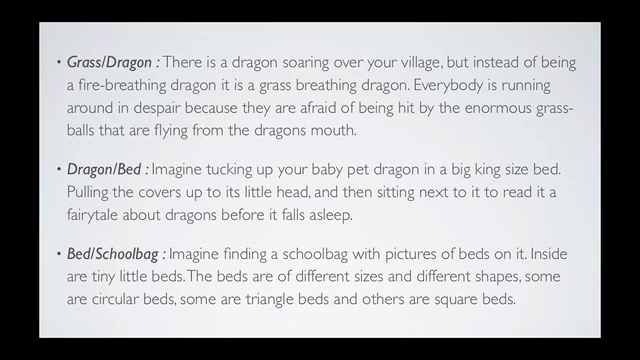 • Grass/Dragon : There is a dragon soaring over your village, but instead of being
a fire-breathing dragon it is a grass breathing dragon. Everybody is running
around in despair because they are afraid of being hit by the enormous grass-
balls that are flying from the dragons mouth.
• Dragon/Bed : Imagine tucking up your baby pet dragon in a big king size bed.
Pulling the covers up to its little head, and then sitting next to it to read it a
fairytale about dragons before it falls asleep.
• Bed/Schoolbag : Imagine finding a schoolbag with pictures of beds on it. Inside
are tiny little beds. The beds are of different sizes and different shapes, some
are circular beds, some are triangle beds and others are square beds.